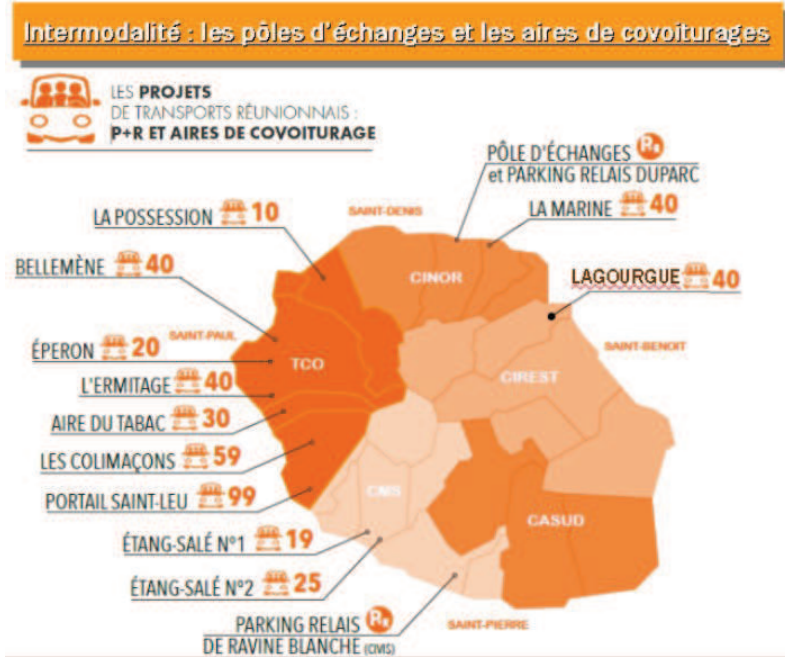 Intermodalité : les pôles d'échanges et les aires de covoiturages
LES PROJETS
DE TRANSPORTS RÉUNIONNAIS :
P+R ET AIRES DE COVOITURAGE
PÔLE D'ÉCHANGES
et PARKING RELAIS DUPARC
LA POSSESSION 10
SAINT-DENIS
LA MARINE 40
BELLEMÈNE 40
CINOR
LAGOURGUE 40
SAINT-PAUL
ÉPERON 20
TCO
SAINT-BENOIT
L'ERMITAGE 40
CIREST
AIRE DU TABAC 30
LES COLIMAÇONS 59
PORTAIL SAINT-LEU 99
CASUD
ÉTANG-SALÉ N°1 19
ÉTANG-SALÉ N°2 25
PARKING RELAIS
DE RAVINE BLANCHE (CIVIS)
SAINT-PIERRE